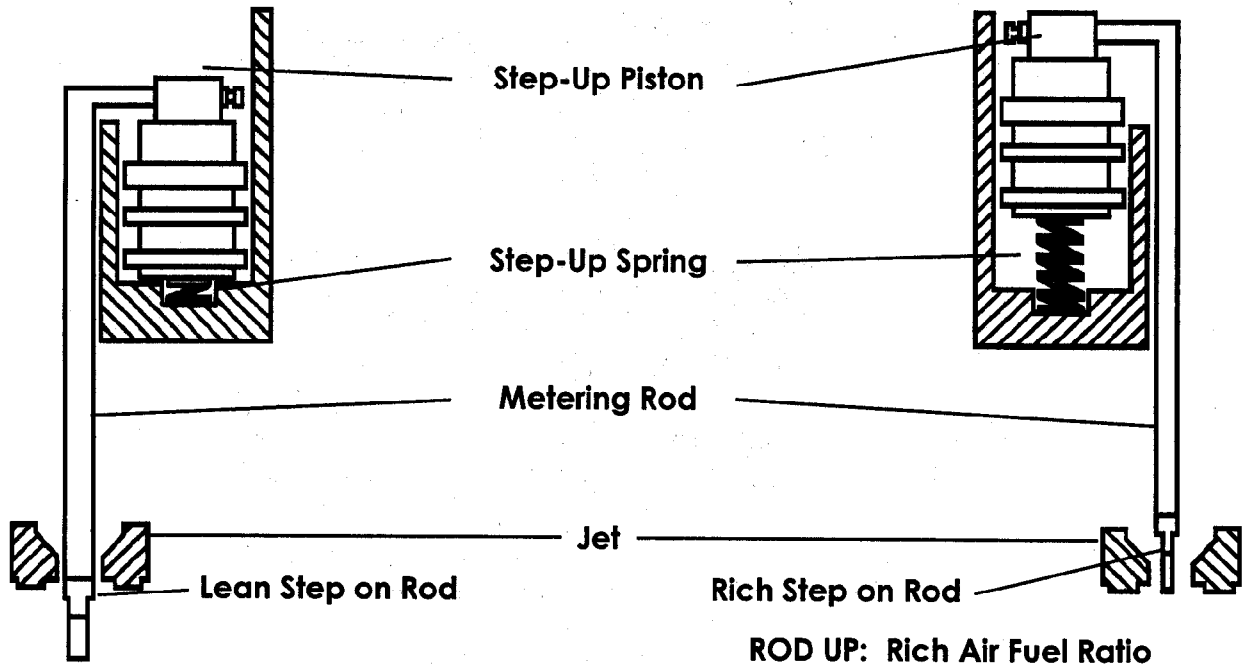 Step-Up Piston
Step-Up Spring
Metering Rod
Jet
Lean Step on Rod
Rich Step on Rod
ROD UP: Rich Air Fuel Ratio